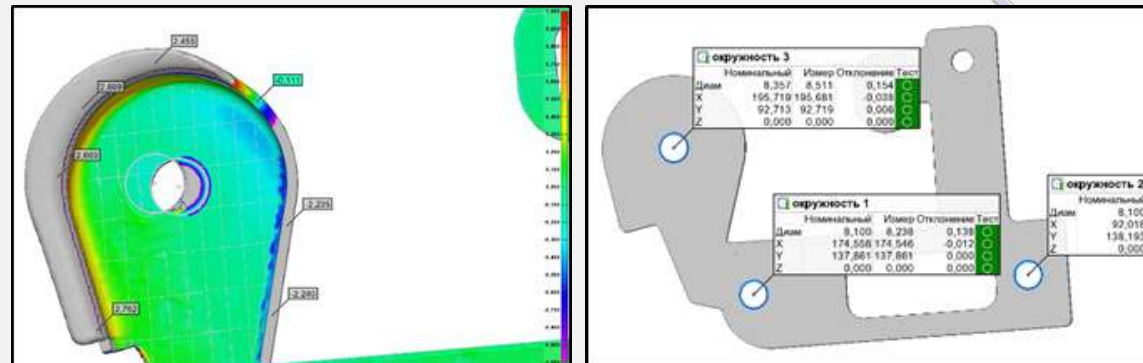 2,455
2,809
-0,111
2,603
-2,235
-2,240
2,762
окружность 3
Номинальный Измер Отклонение Тест
Диам 8,357 8,511 0,154
X 195,719 195,681 -0,038
Y 92,713 92,719 0,006
Z 0,000 0,000 0,000
окружность 1
Номинальный Измер Отклонение Тест
Диам 8,100 8,238 0,138
X 174,558 174,546 -0,012
Y 137,861 137,861 0,000
Z 0,000 0,000 0,000
окружность 2
Номинальный
Диам 8,100
X 92,018
Y 138,193
Z 0,000